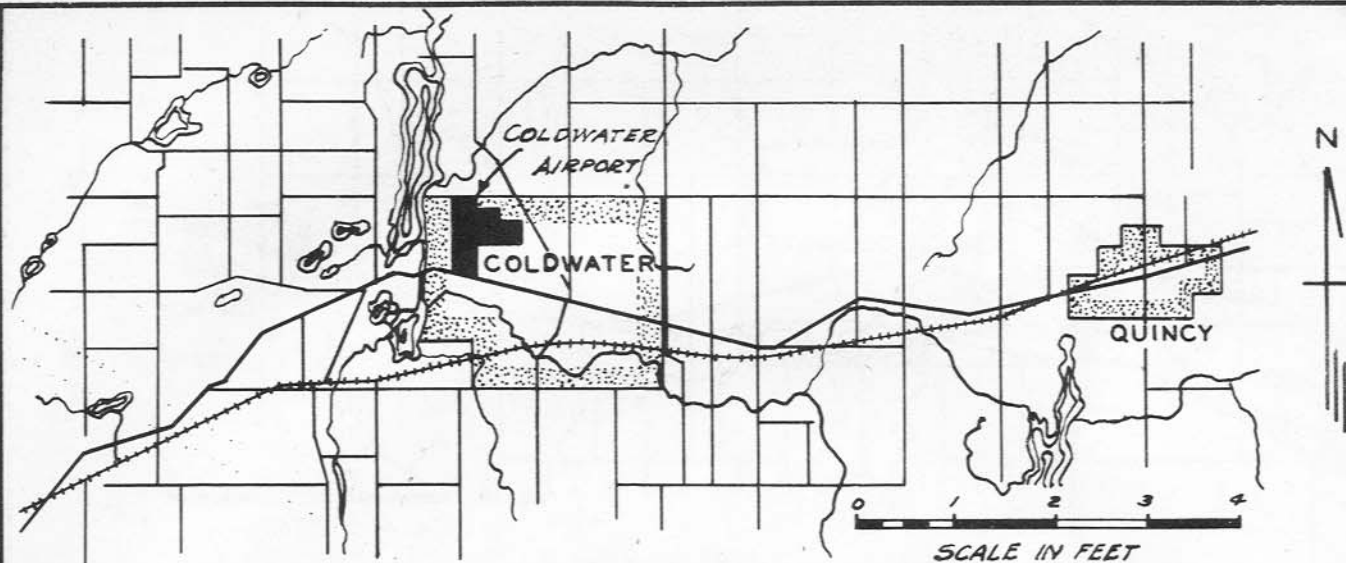 N
COLDWATER
AIRPORT
COLDWATER
QUINCY
0 1 2 3 4
SCALE IN FEET